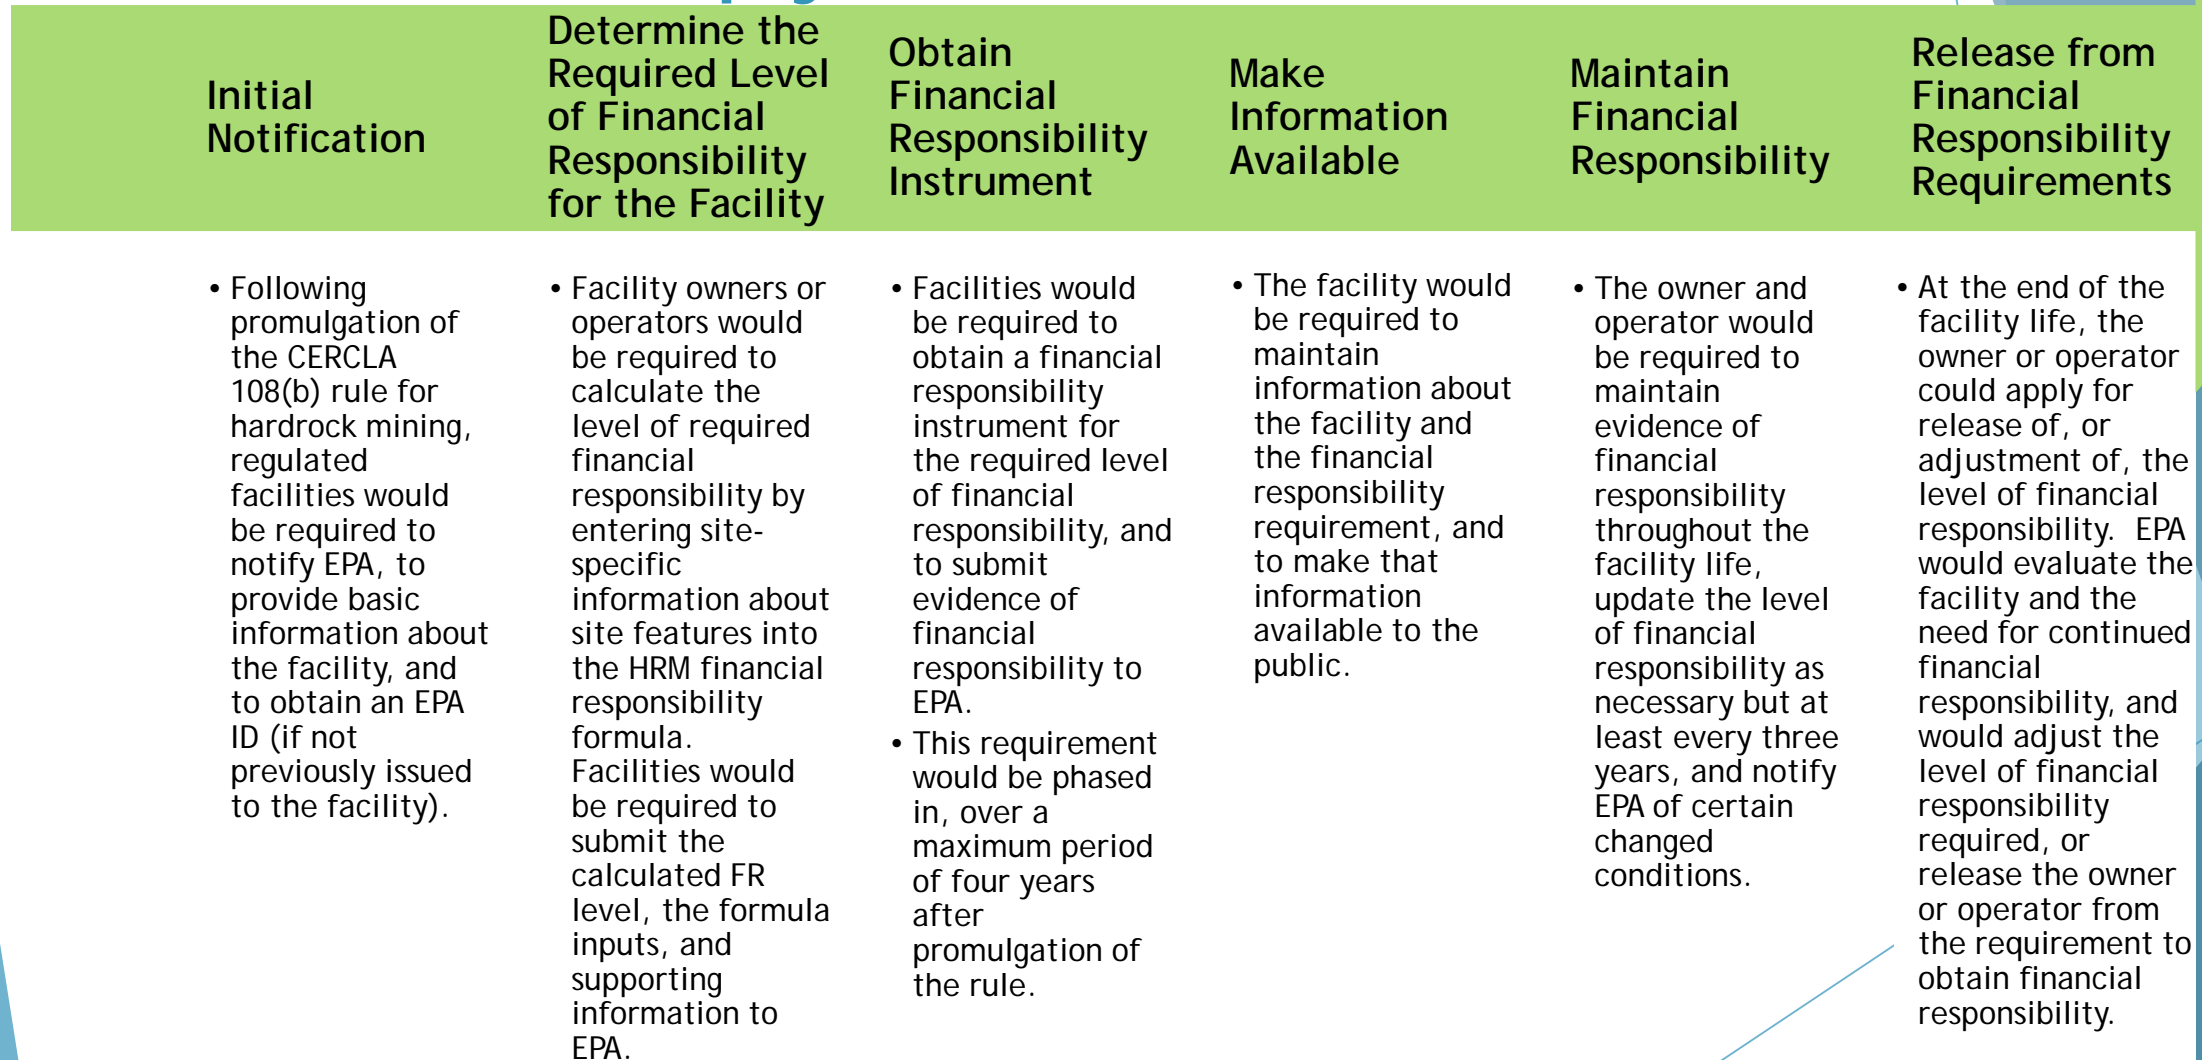 Initial
Notification
Determine the
Required Level
of Financial
Responsibility
for the Facility
Obtain
Financial
Responsibility
Instrument
Make
Information
Available
Maintain
Financial
Responsibility
Release from
Financial
Responsibility
Requirements
• Following
promulgation of
the CERCLA
108(b) rule for
hardrock mining,
regulated
facilities would
be required to
notify EPA, to
provide basic
information about
the facility, and
to obtain an EPA
ID (if not
previously issued
to the facility).
• Facility owners or
operators would
be required to
calculate the
level of required
financial
responsibility by
entering site-
specific
information about
site features into
the HRM financial
responsibility
formula.
Facilities would
be required to
submit the
calculated FR
level, the formula
inputs, and
supporting
information to
EPA.
• Facilities would
be required to
obtain a financial
responsibility
instrument for
the required level
of financial
responsibility, and
to submit
evidence of
financial
responsibility to
EPA.
• This requirement
would be phased
in, over a
maximum period
of four years
after
promulgation of
the rule.
• The facility would
be required to
maintain
information about
the facility and
the financial
responsibility
requirement, and
to make that
information
available to the
public.
• The owner and
operator would
be required to
maintain
evidence of
financial
responsibility
throughout the
facility life,
update the level
of financial
responsibility as
necessary but at
least every three
years, and notify
EPA of certain
changed
conditions.
• At the end of the
facility life, the
owner or operator
could apply for
release of, or
adjustment of, the
level of financial
responsibility.  EPA
would evaluate the
facility and the
need for continued
financial
responsibility, and
would adjust the
level of financial
responsibility
required, or
release the owner
or operator from
the requirement to
obtain financial
responsibility.